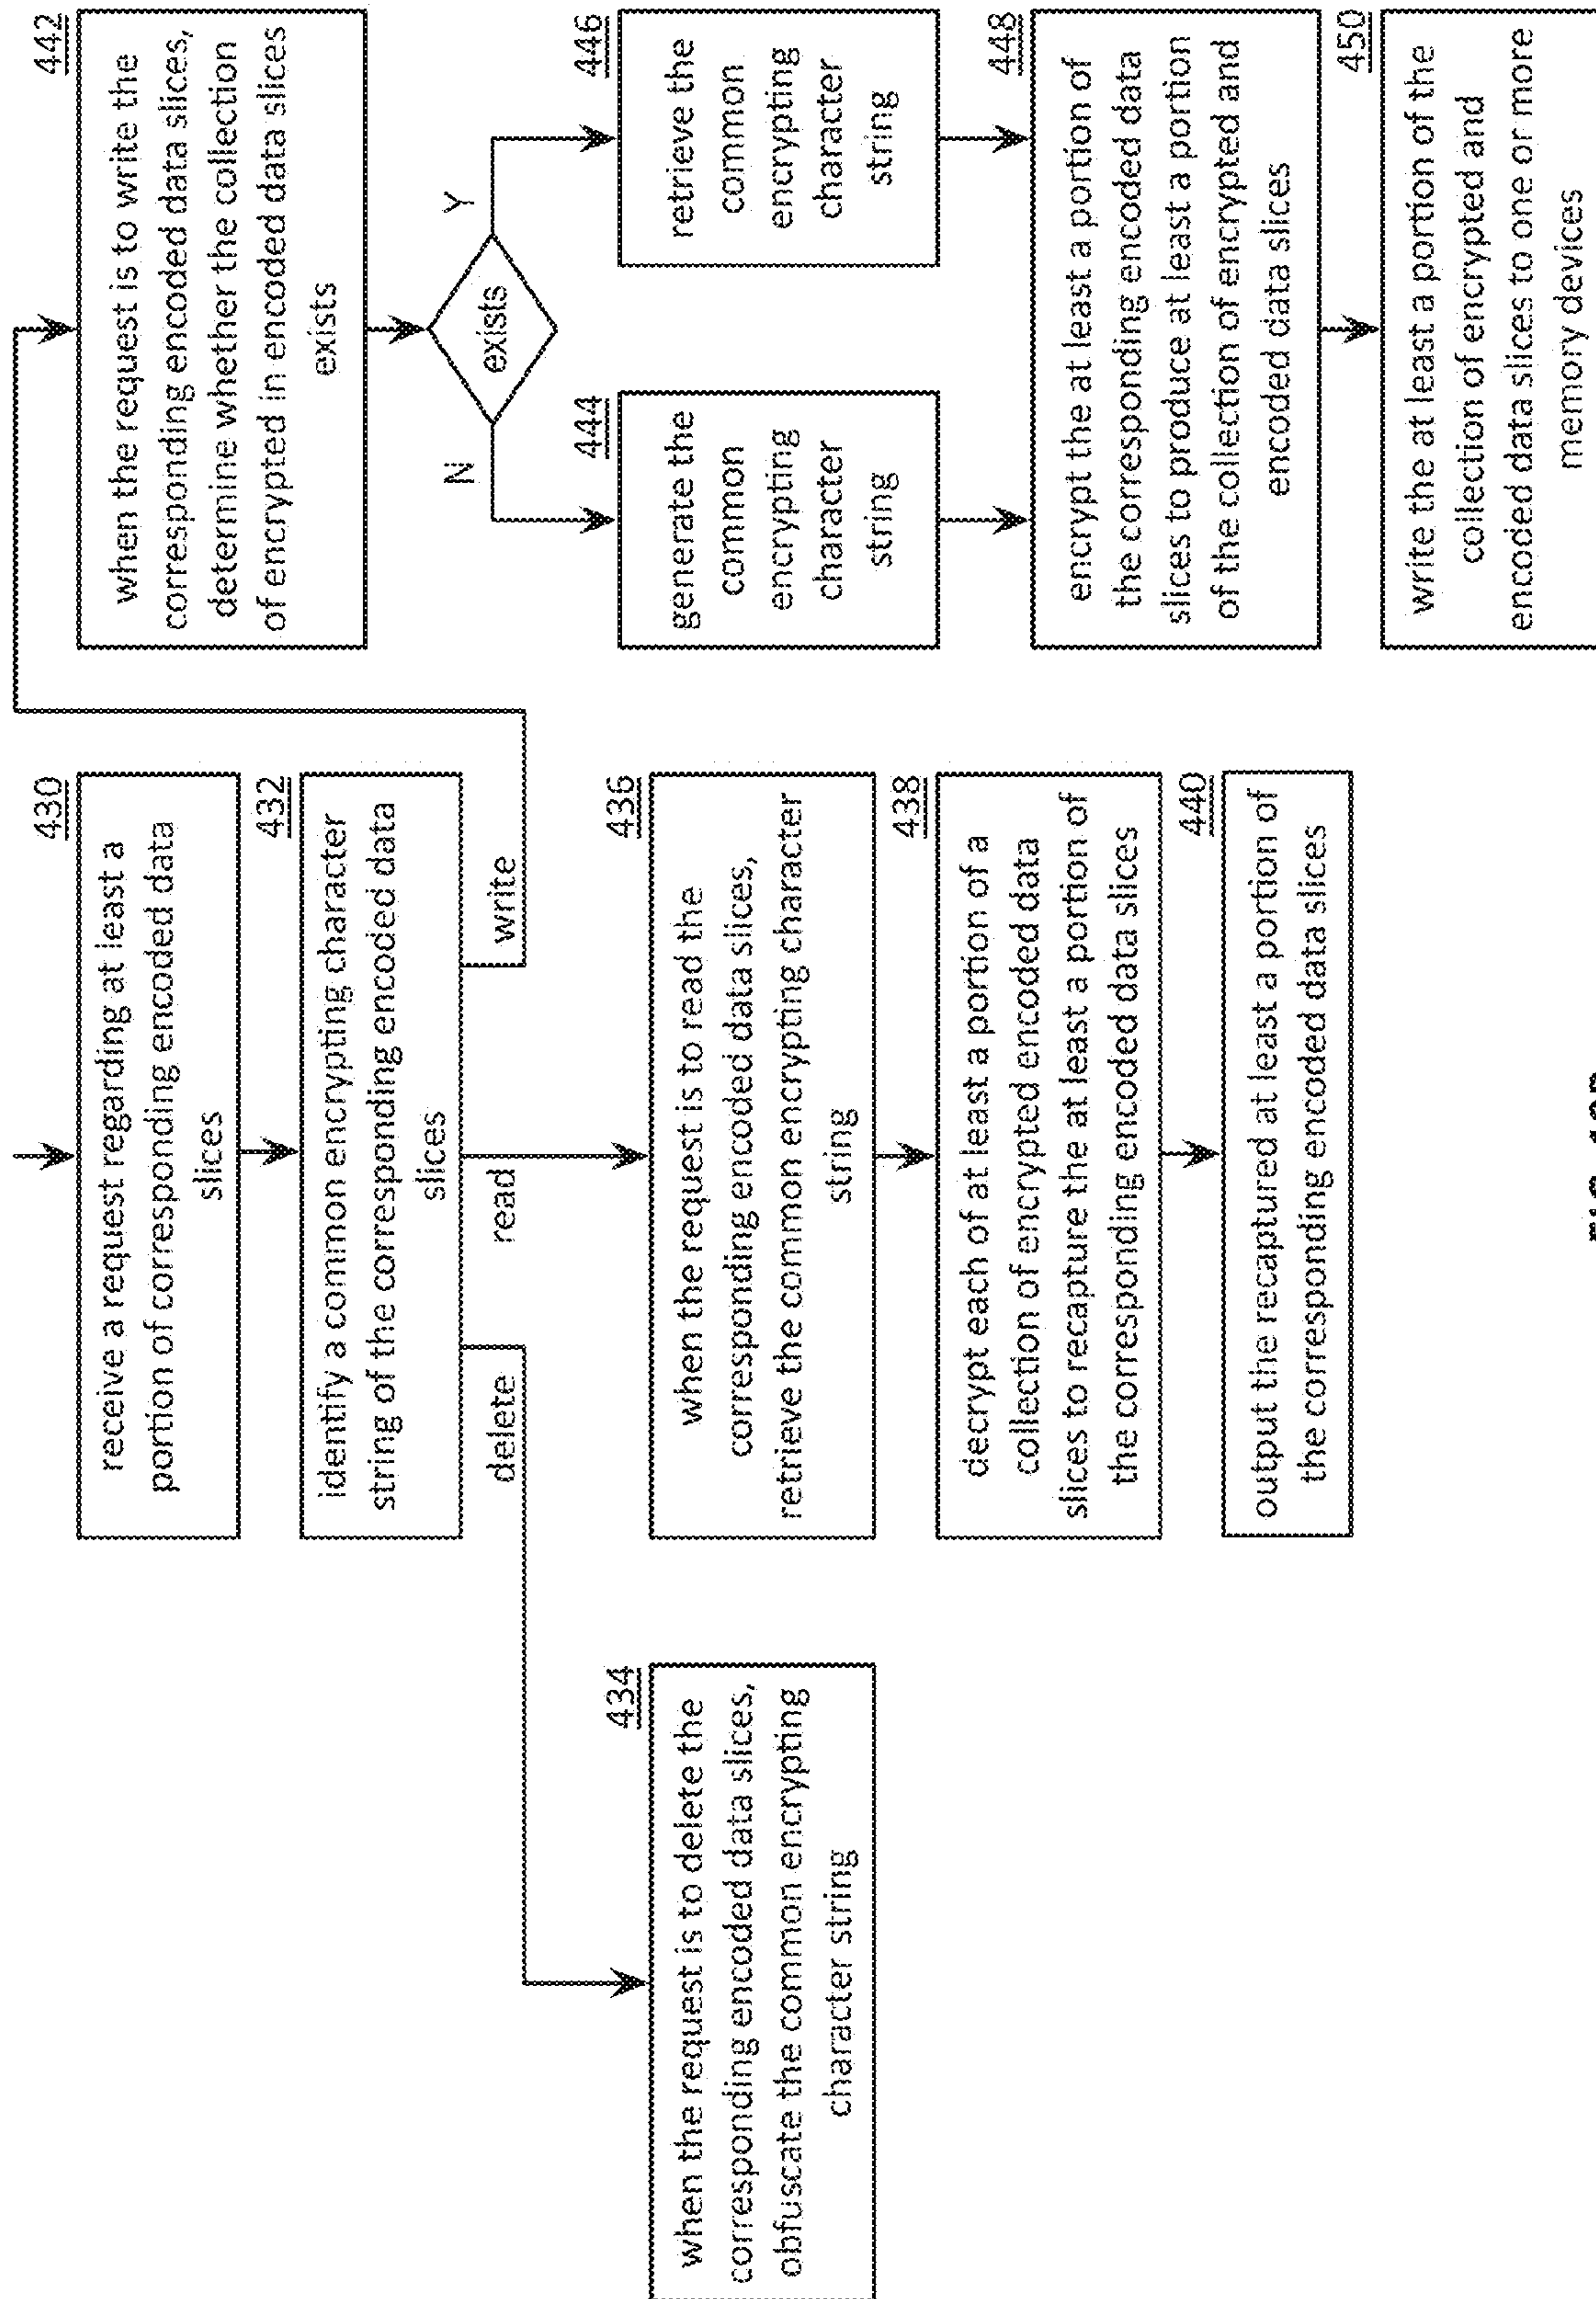 430
receive a request regarding at least a
portion of corresponding encoded data
slices
432
identify a common encrypting character
string of the corresponding encoded data
slices
delete
read
write
434
when the request is to delete the
corresponding encoded data slices,
obfuscate the common encrypting
character string
436
when the request is to read the
corresponding encoded data slices,
retrieve the common encrypting character
string
438
decrypt each of at least a portion of a
collection of encrypted encoded data
slices to recapture the at least a portion of
the corresponding encoded data slices
440
output the recaptured at least a portion of
the corresponding encoded data slices
442
when the request is to write the
corresponding encoded data slices,
determine whether the collection
of encrypted in encoded data slices
exists
exists
N
Y
444
generate the
common
encrypting
character
string
446
retrieve the
common
encrypting
character
string
448
encrypt the at least a portion of
the corresponding encoded data
slices to produce at least a portion
of the collection of encrypted and
encoded data slices
450
write the at least a portion of the
collection of encrypted and
encoded data slices to one or more
memory devices